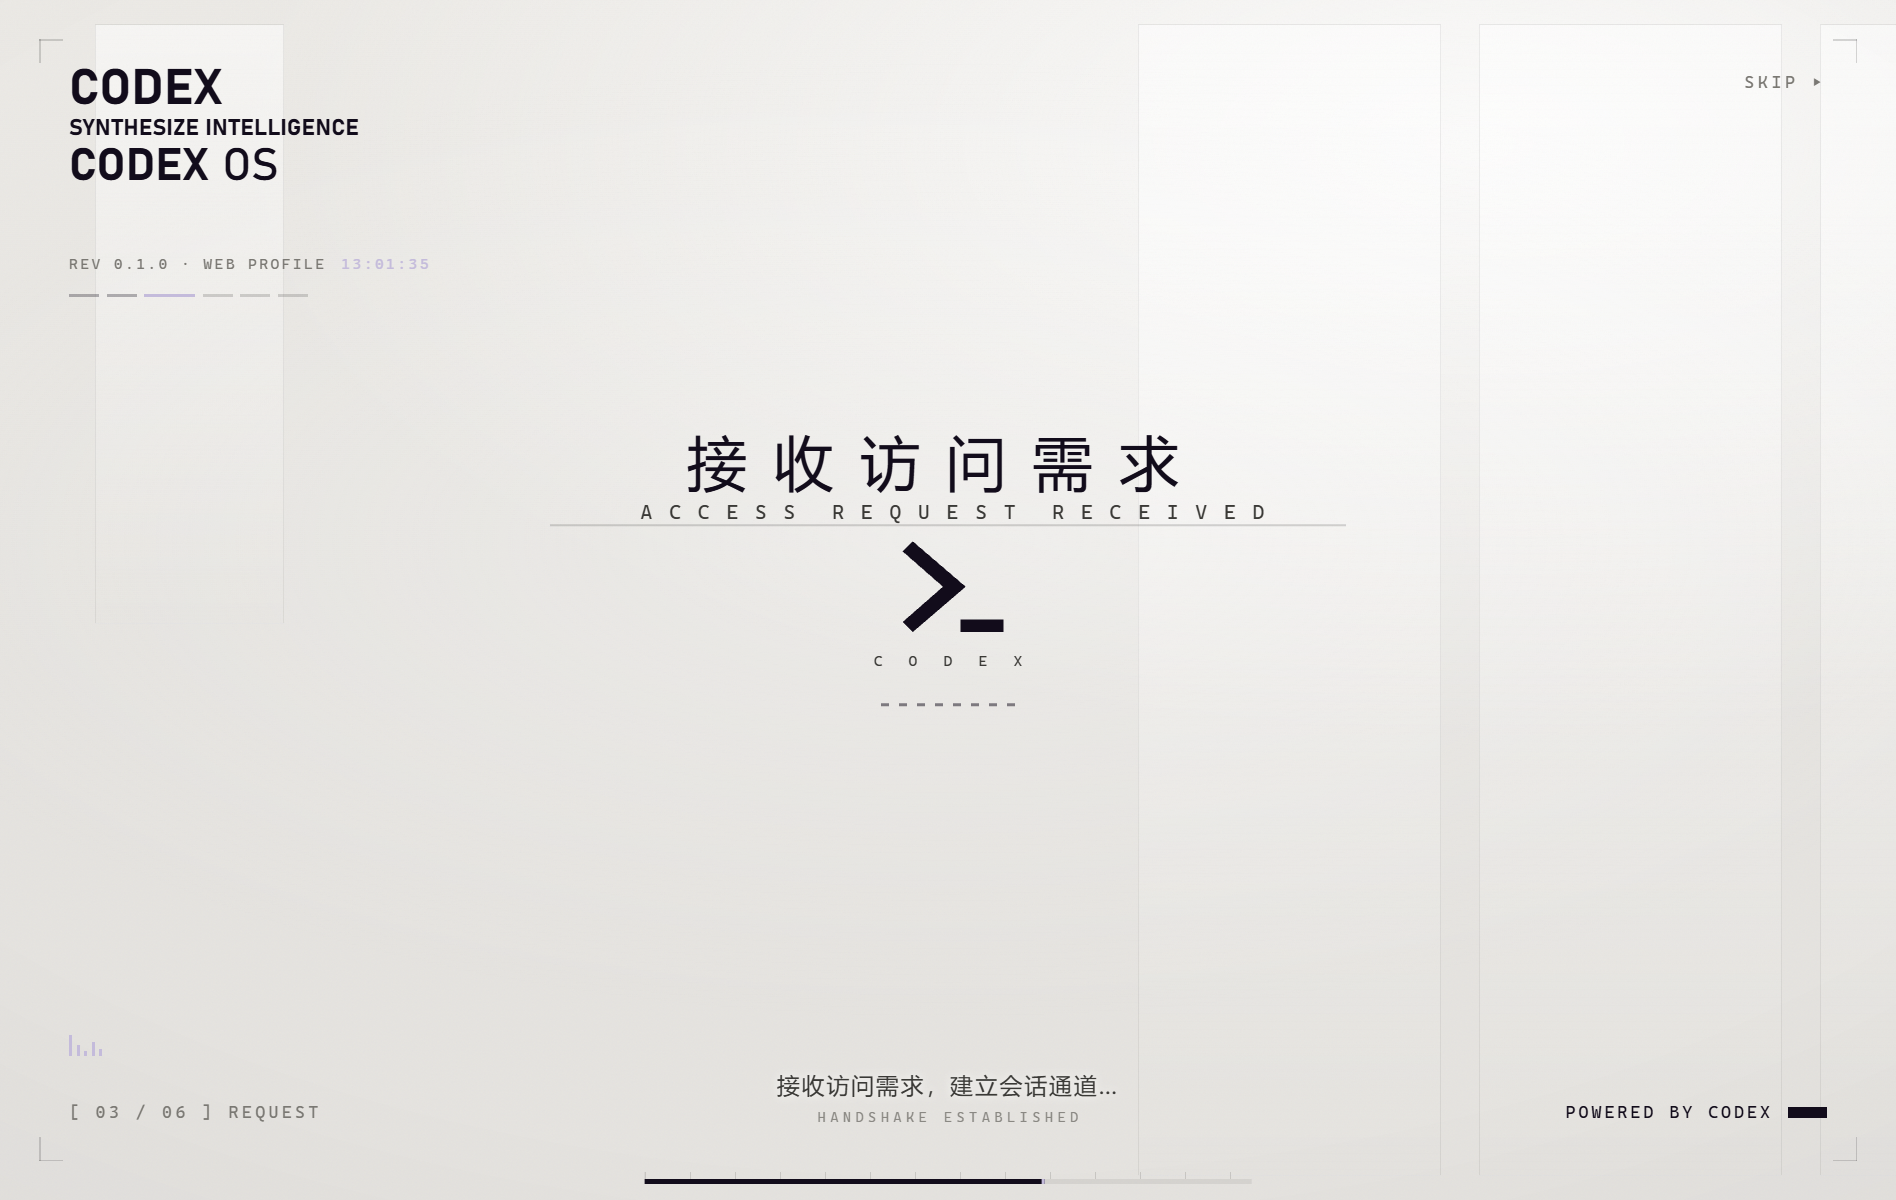 CODEX
SYNTHESIZE INTELLIGENCE
CODEX OS
SKIP
REV 0.1.0 · WEB PROFILE 13:01:35
接收访问需求
ACCESS REQUEST RECEIVED
>_
CODEX
接收访问需求，建立会话通道...
HANDSHAKE ESTABLISHED
[ 03 / 06 ] REQUEST
POWERED BY CODEX